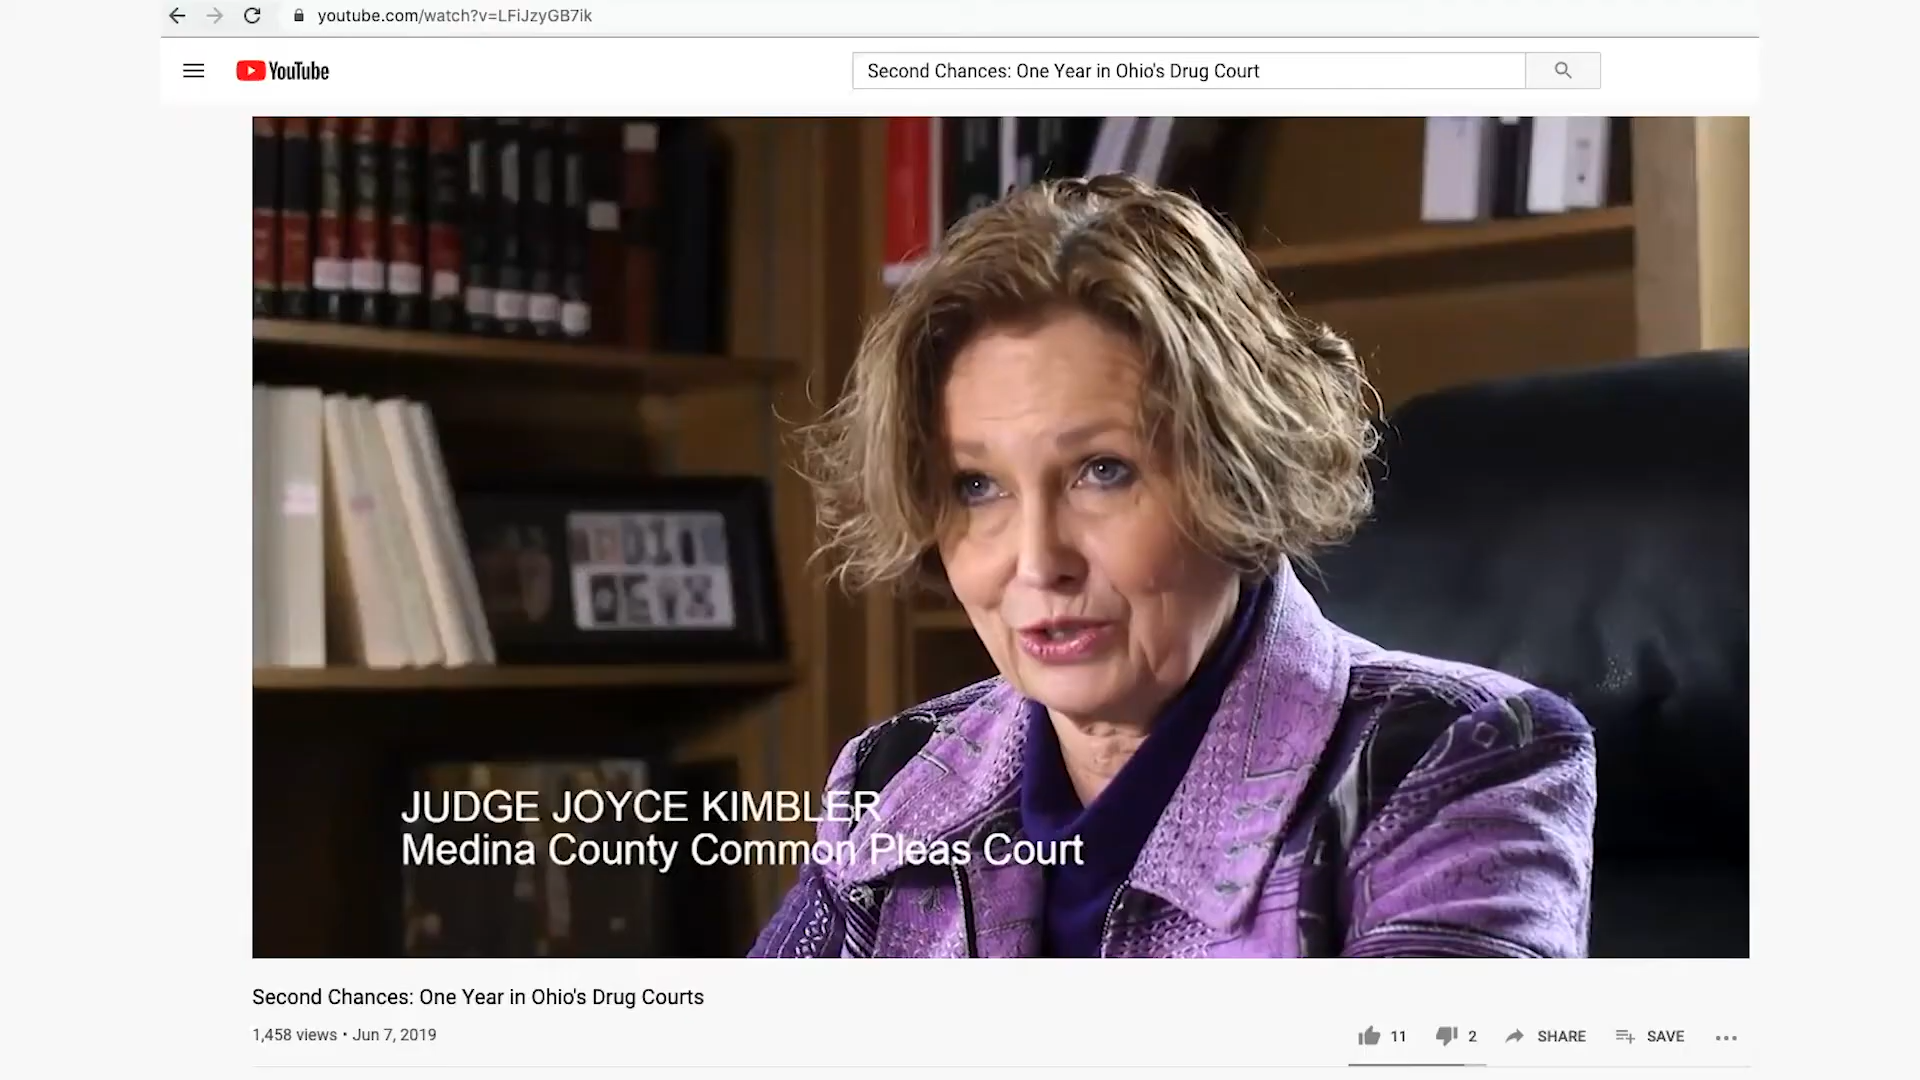 youtube.com/watch?v=LFiJzyGB7ik
YouTube
Second Chances: One Year in Ohio's Drug Court
JUDGE JOYCE KIMBLER
Medina County Common Pleas Court
Second Chances: One Year in Ohio's Drug Courts
1,458 views • Jun 7, 2019
11
2
SHARE
SAVE